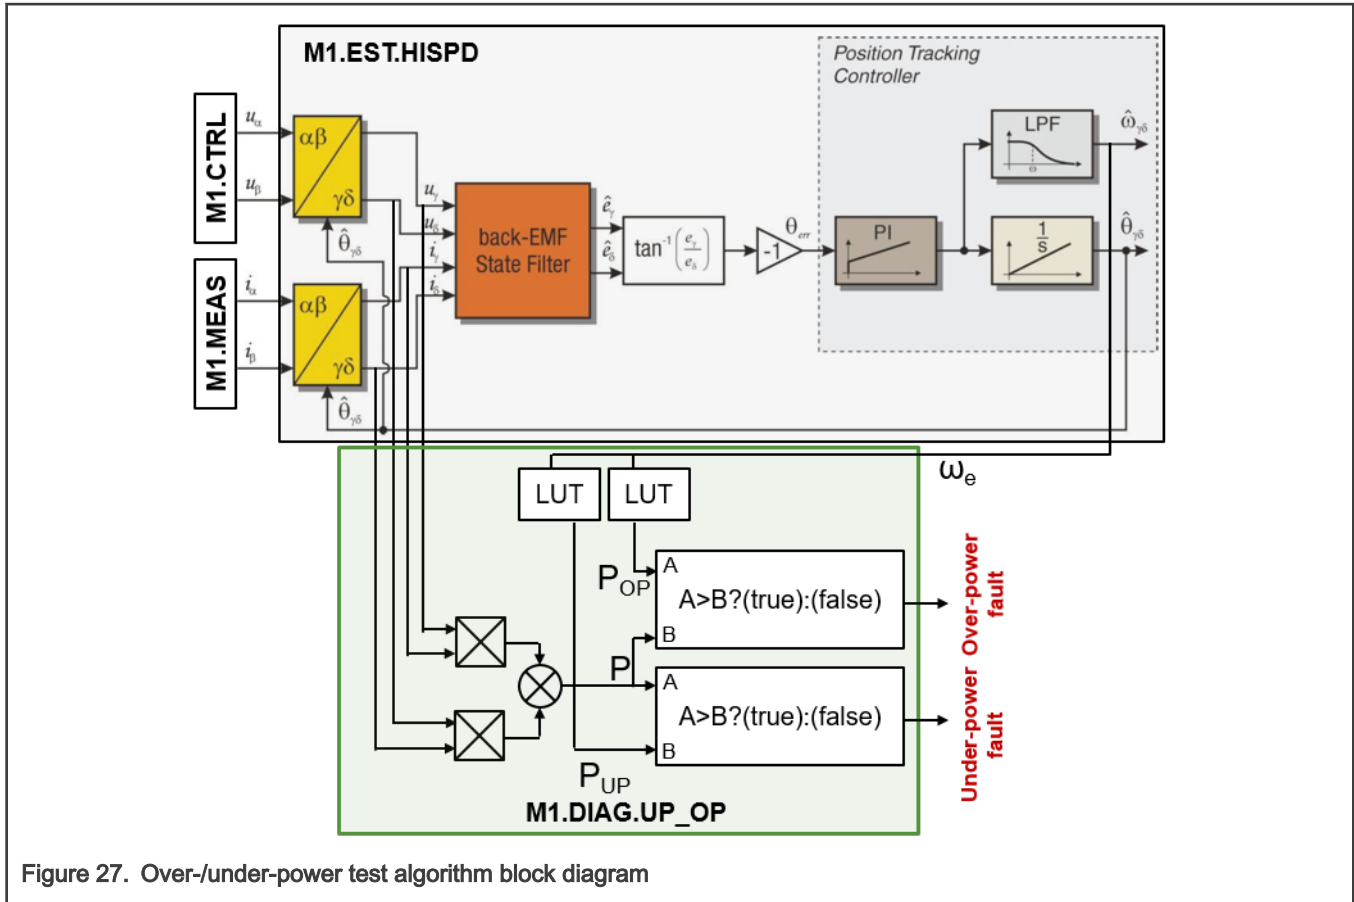 M1.EST.HISPD
Position Tracking
Controller
M1.CTRL
M1.MEAS
uα
uβ
iα
iβ
αβ
γδ
θ̂γδ
αβ
γδ
θ̂γδ
uγ
uδ
iγ
iδ
back-EMF
State Filter
êγ
êδ
tan⁻¹(eγ/eδ)
-1
θerr
PI
LPF
ω
1
s
ω̂γδ
θ̂γδ
ωe
LUT
LUT
POP
A
A>B?(true):(false)
B
P
A
A>B?(true):(false)
B
PUP
M1.DIAG.UP_OP
Over-power
fault
Under-power
fault
Figure 27. Over-/under-power test algorithm block diagram